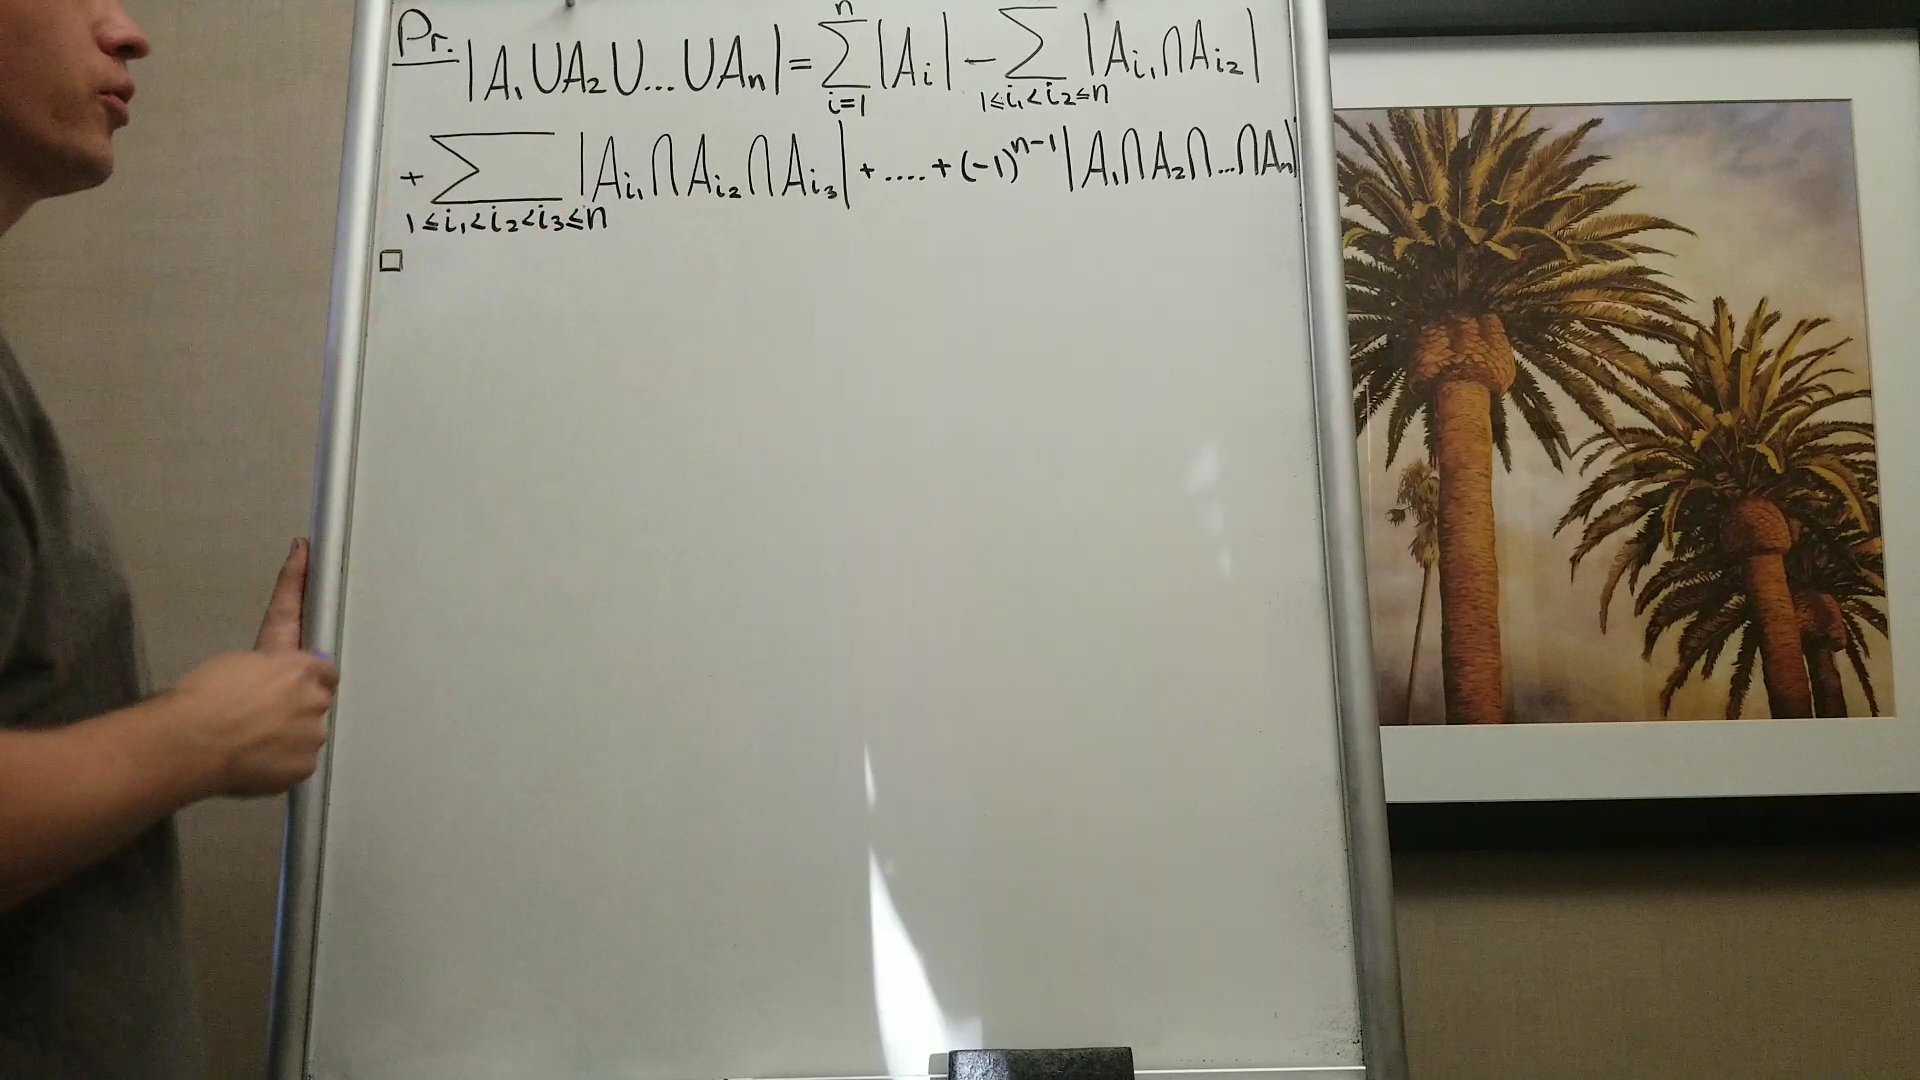 Pr. |A₁∪A₂∪...∪Aₙ| = ∑ⁿᵢ₌₁ |Aᵢ| - ∑_{1≤i₁<i₂≤n} |A_{i₁}∩A_{i₂}|
+ ∑_{1≤i₁<i₂<i₃≤n} |A_{i₁}∩A_{i₂}∩A_{i₃}| + .... + (-1)ⁿ⁻¹ |A₁∩A₂∩...∩Aₙ|
□